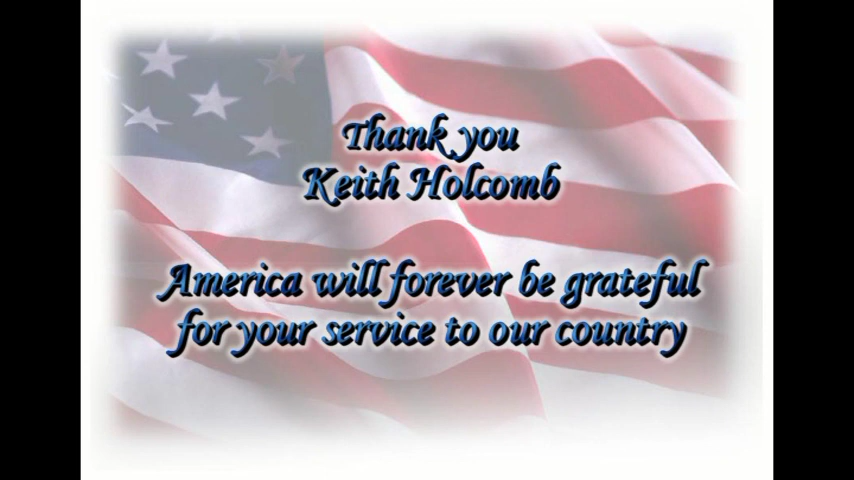 Thank you
Keith Holcomb
America will forever be grateful
for your service to our country